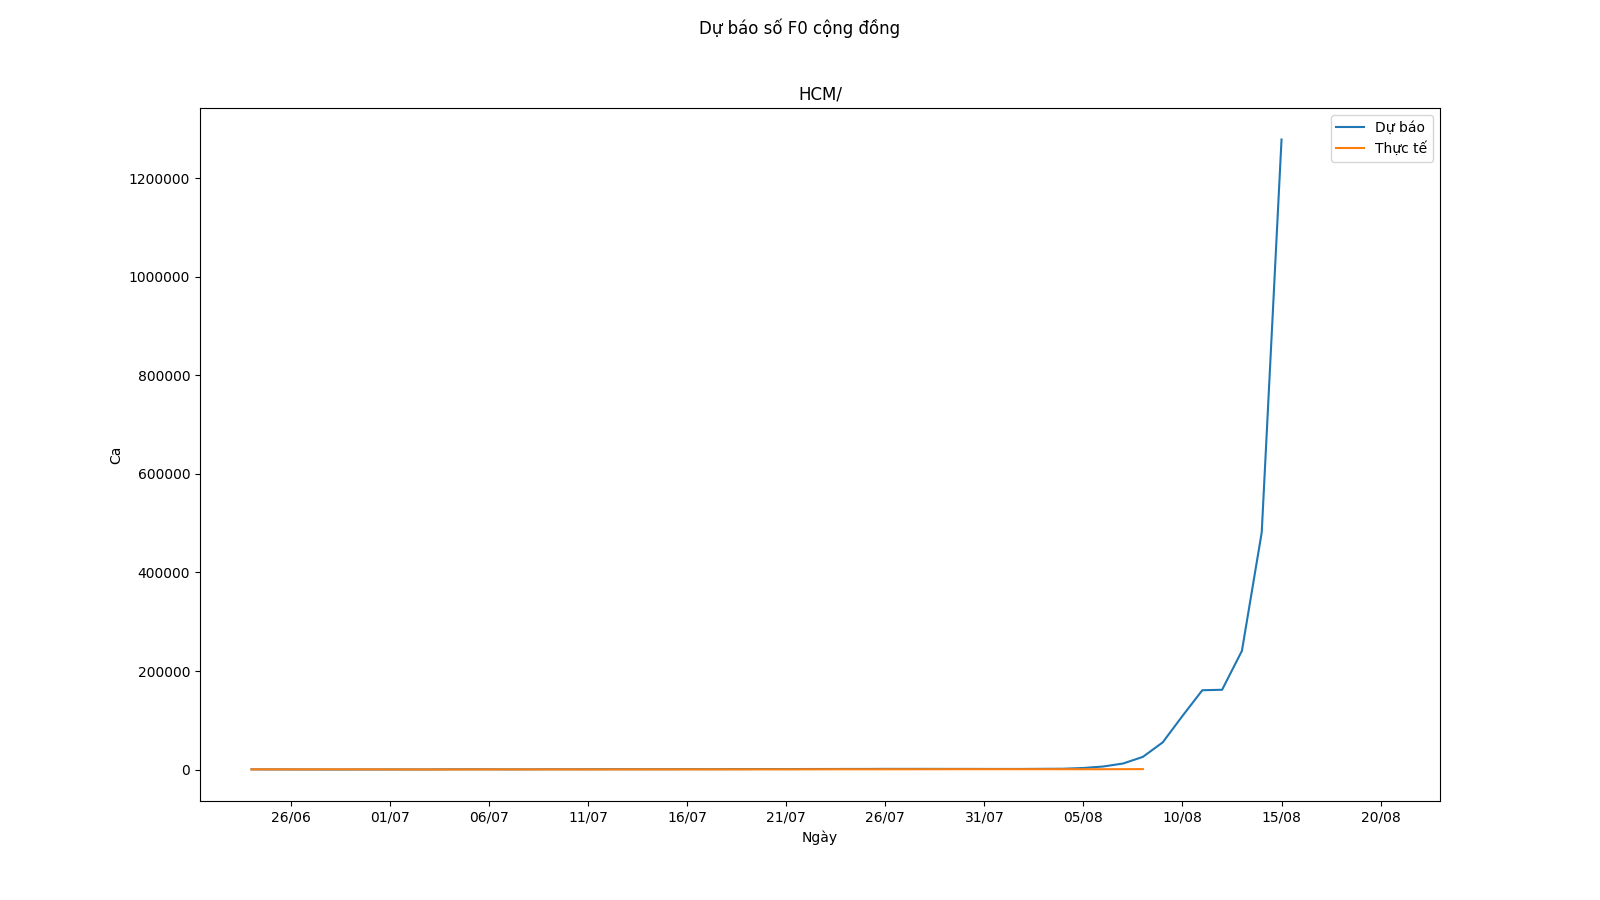 Dự báo số F0 cộng đồng
HCM/
Dự báo
Thực tế
1200000
1000000
800000
600000
400000
200000
0
Ca
26/06 01/07 06/07 11/07 16/07 21/07 26/07 31/07 05/08 10/08 15/08 20/08
Ngày